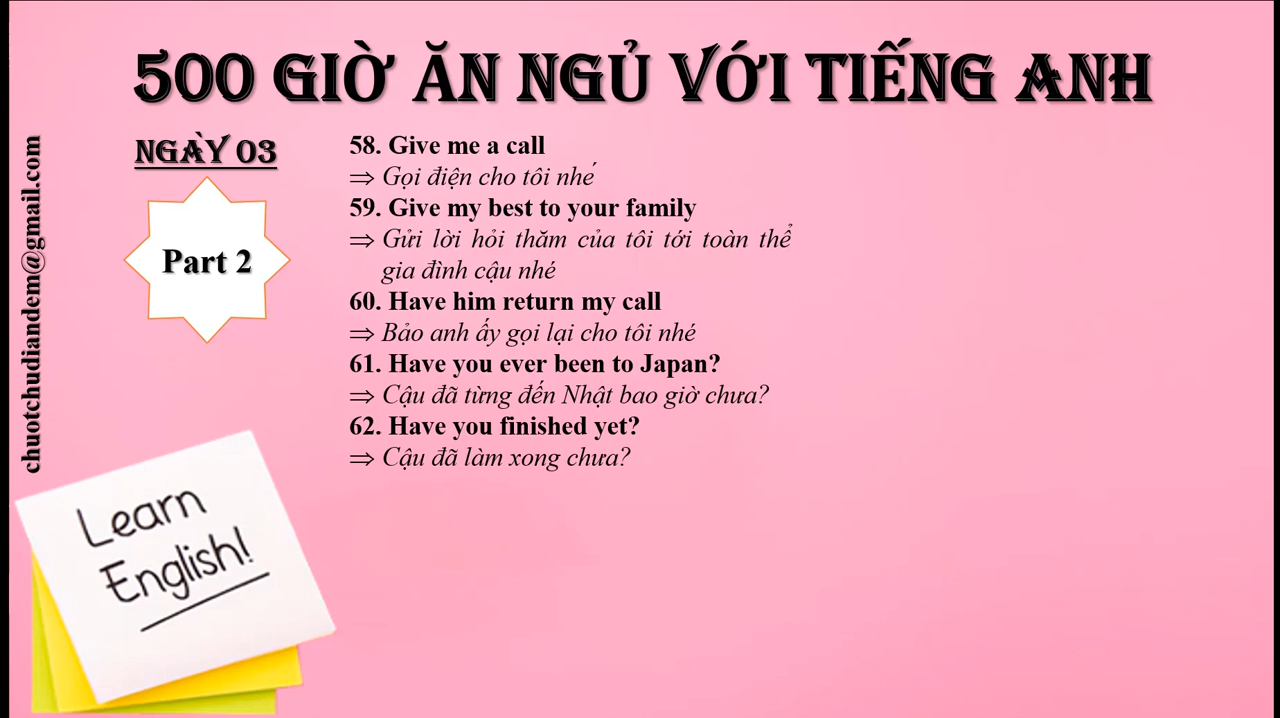 500 GIỜ ĂN NGỦ VỚI TIẾNG ANH
NGÀY 03
Part 2
chuotchudiandem@gmail.com
58. Give me a call
⇒ Gọi điện cho tôi nhé
59. Give my best to your family
⇒ Gửi lời hỏi thăm của tôi tới toàn thể
gia đình cậu nhé
60. Have him return my call
⇒ Bảo anh ấy gọi lại cho tôi nhé
61. Have you ever been to Japan?
⇒ Cậu đã từng đến Nhật bao giờ chưa?
62. Have you finished yet?
⇒ Cậu đã làm xong chưa?
Learn
English!